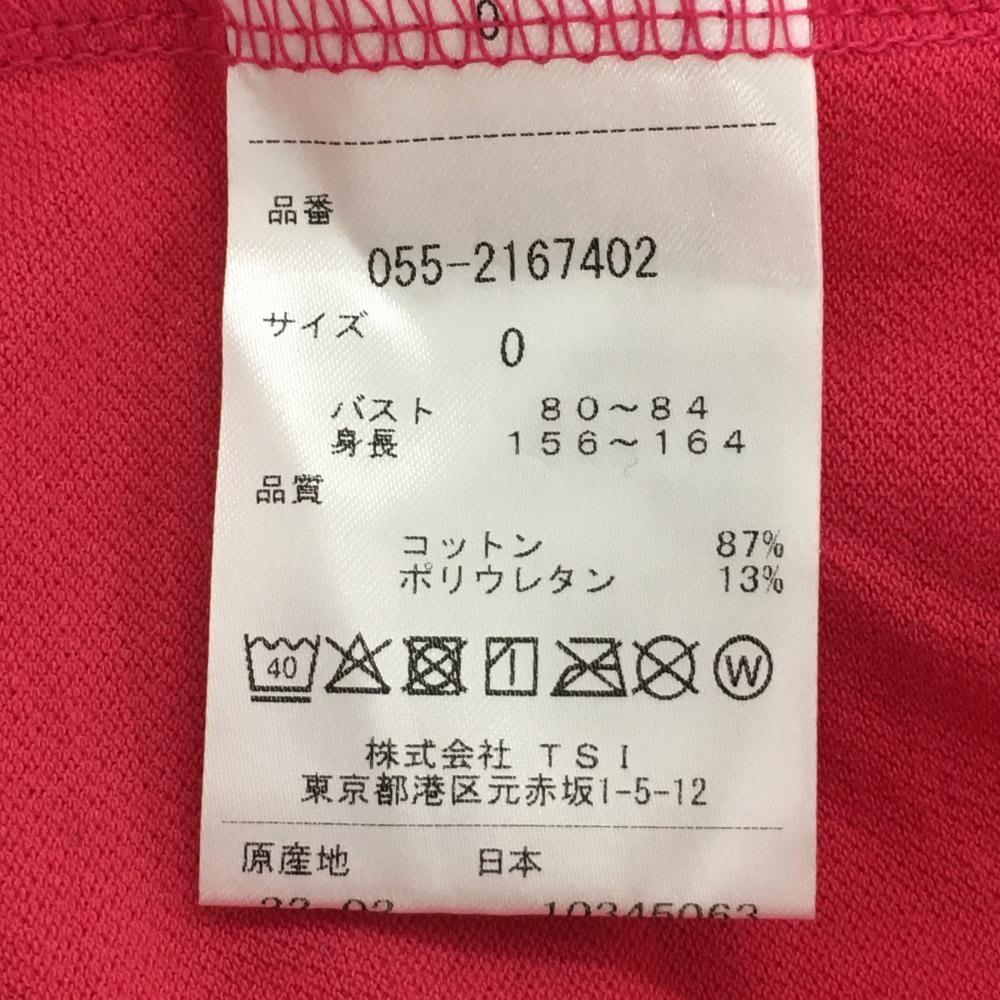 0
品番
055-2167402
サイズ
0
バスト 80～84
身長 156～164
品質
コットン 87%
ポリウレタン 13%
40 W
株式会社 TSI
東京都港区元赤坂1-5-12
原産地 日本